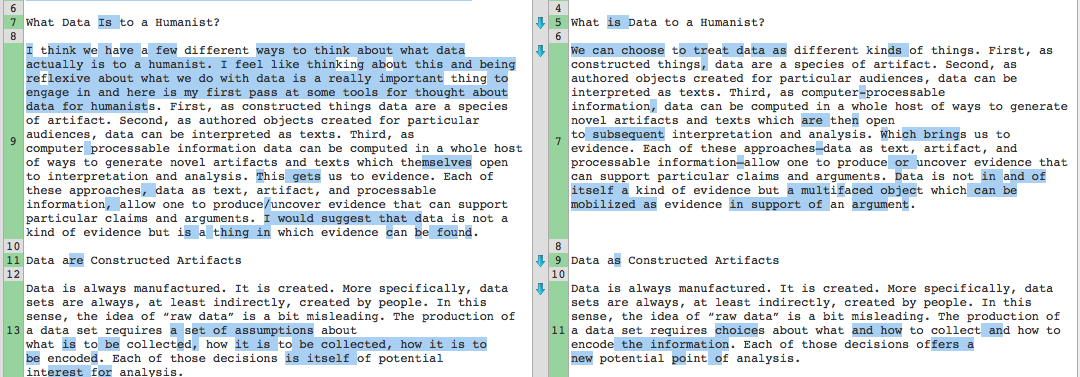 6
7 What Data Is to a Humanist?
8
I think we have a few different ways to think about what data
actually is to a humanist. I feel like thinking about this and being
reflexive about what we do with data is a really important thing to
engage in and here is my first pass at some tools for thought about
data for humanists. First, as constructed things data are a species
of artifact. Second, as authored objects created for particular
audiences, data can be interpreted as texts. Third, as
9 computer processable information data can be computed in a whole host
of ways to generate novel artifacts and texts which themselves open
to interpretation and analysis. This gets us to evidence. Each of
these approaches, data as text, artifact, and processable
information, allow one to produce/uncover evidence that can support
particular claims and arguments. I would suggest that data is not a
kind of evidence but is a thing in which evidence can be found.
10
11 Data are Constructed Artifacts
12
Data is always manufactured. It is created. More specifically, data
sets are always, at least indirectly, created by people. In this
sense, the idea of “raw data” is a bit misleading. The production of
13 a data set requires a set of assumptions about
what is to be collected, how it is to be collected, how it is to
be encoded. Each of those decisions is itself of potential
interest for analysis.
4
5 What is Data to a Humanist?
6
We can choose to treat data as different kinds of things. First, as
constructed things, data are a species of artifact. Second, as
authored objects created for particular audiences, data can be
interpreted as texts. Third, as computer-processable
information, data can be computed in a whole host of ways to generate
novel artifacts and texts which are then open
to subsequent interpretation and analysis. Which brings us to
7 evidence. Each of these approaches—data as text, artifact, and
processable information—allow one to produce or uncover evidence that
can support particular claims and arguments. Data is not in and of
itself a kind of evidence but a multifaced object which can be
mobilized as evidence in support of an argument.
8
9 Data as Constructed Artifacts
10
Data is always manufactured. It is created. More specifically, data
sets are always, at least indirectly, created by people. In this
sense, the idea of “raw data” is a bit misleading. The production of
11 a data set requires choices about what and how to collect and how to
encode the information. Each of those decisions offers a
new potential point of analysis.